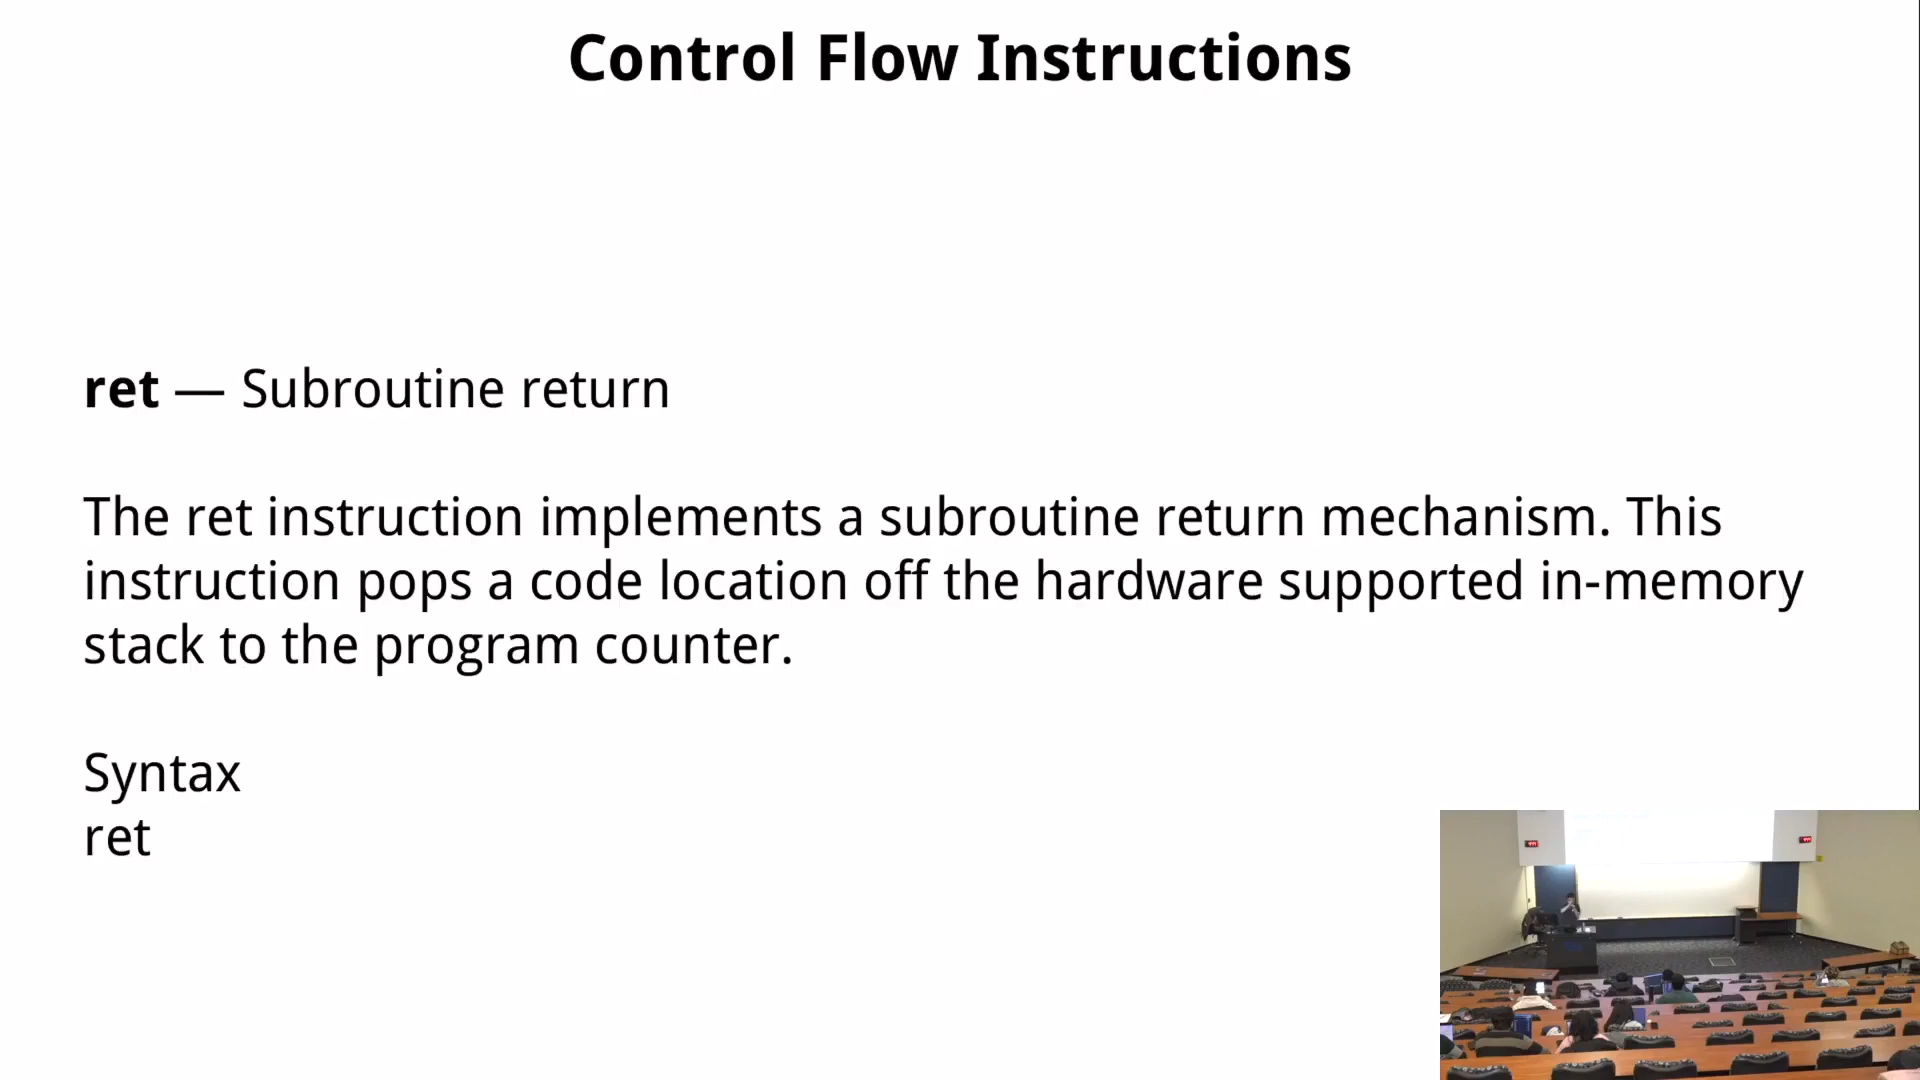 Control Flow Instructions
ret — Subroutine return
The ret instruction implements a subroutine return mechanism. This
instruction pops a code location off the hardware supported in-memory
stack to the program counter.
Syntax
ret